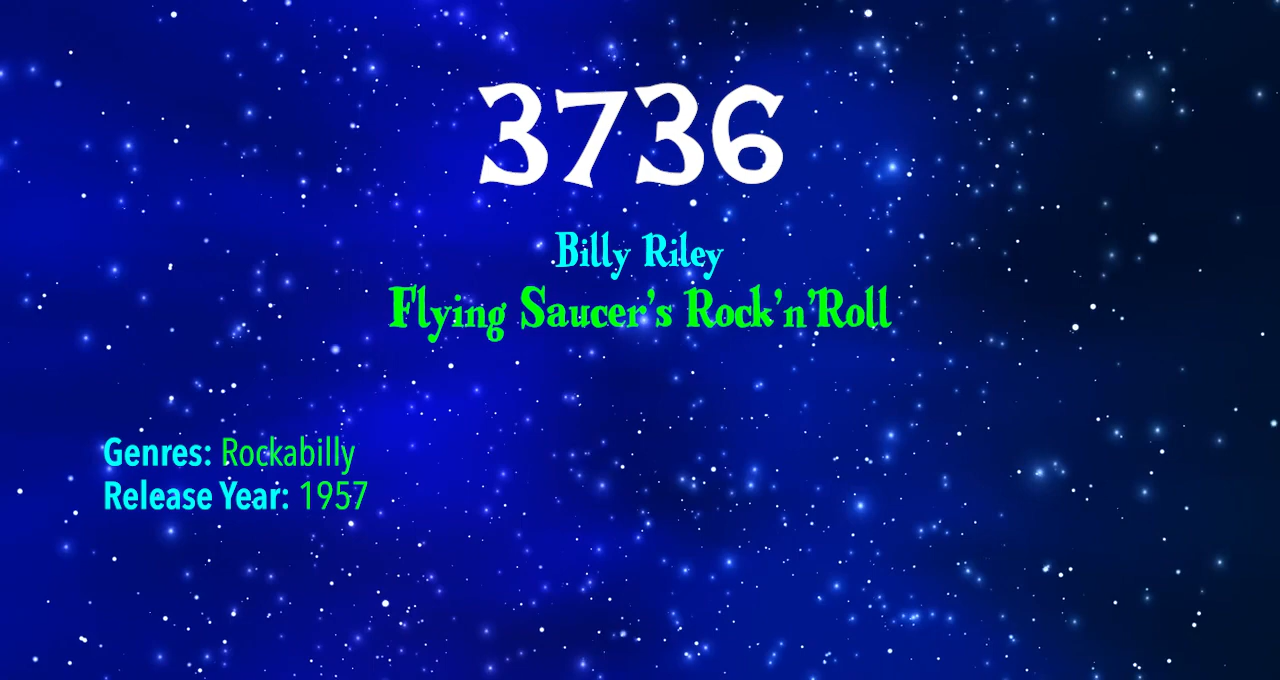 3736
Billy Riley
Flying Saucer's Rock'n'Roll
Genres: Rockabilly
Release Year: 1957